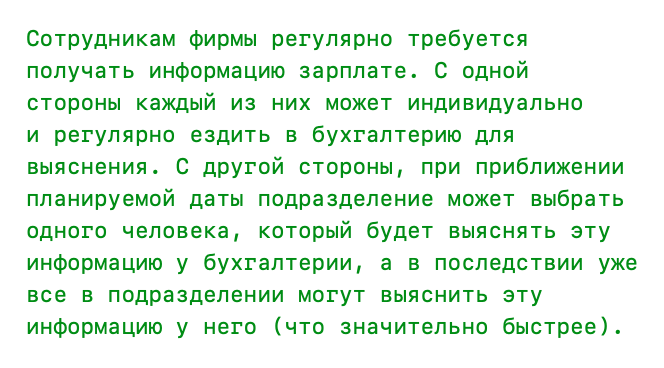 Сотрудникам фирмы регулярно требуется
получать информацию зарплате. С одной
стороны каждый из них может индивидуально
и регулярно ездить в бухгалтерию для
выяснения. С другой стороны, при приближении
планируемой даты подразделение может выбрать
одного человека, который будет выяснять эту
информацию у бухгалтерии, а в последствии уже
все в подразделении могут выяснить эту
информацию у него (что значительно быстрее).